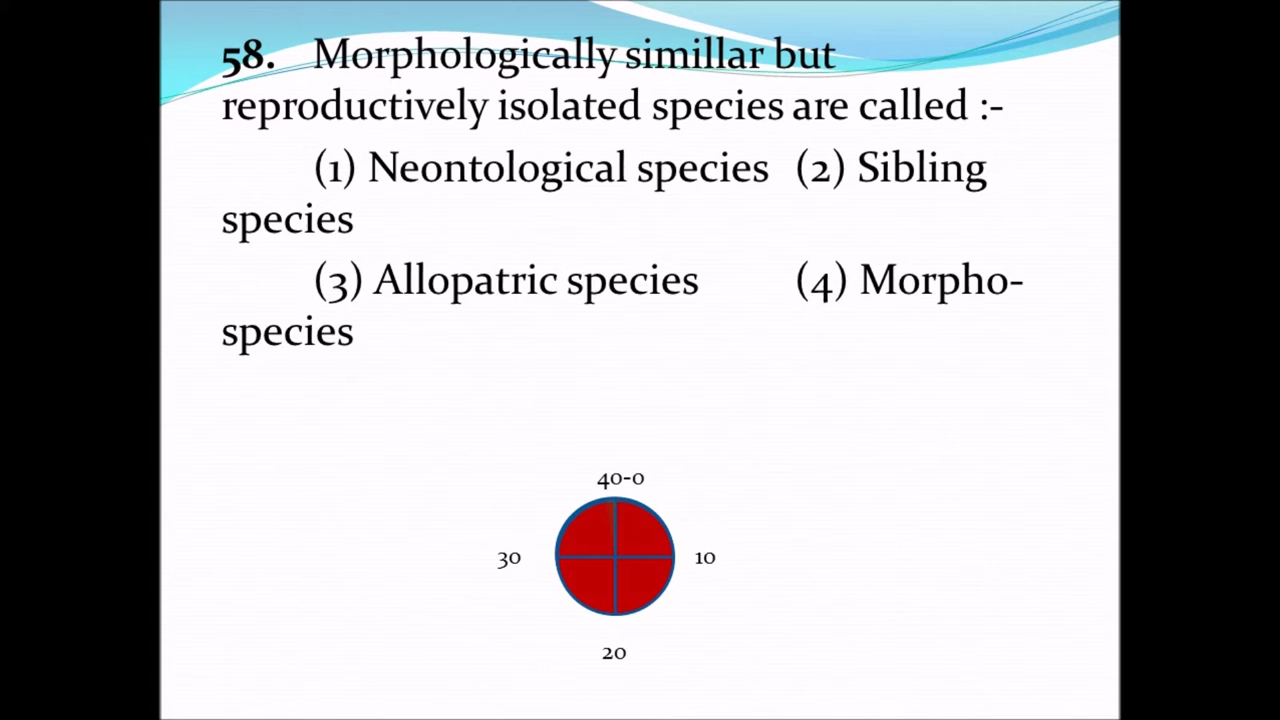 58. Morphologically simillar but
reproductively isolated species are called :-
(1) Neontological species (2) Sibling
species
(3) Allopatric species (4) Morpho-
species
40-0
30
10
20